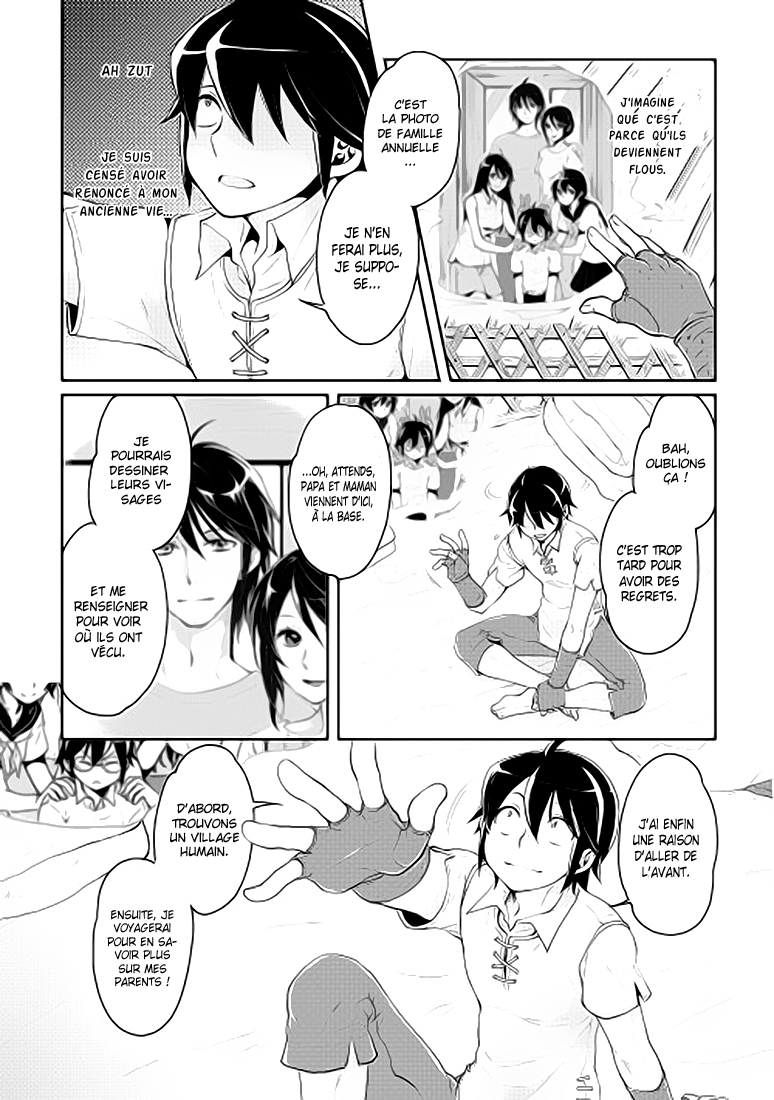 J'IMAGINE
QUE C'EST
PARCE QU'ILS
DEVIENNENT
FLOUS.
C'EST
LA PHOTO
DE FAMILLE
ANNUELLE
...
JE N'EN
FERAI PLUS,
JE SUPPO-
SE...
AH ZUT
JE SUIS
CENSÉ AVOIR
RENONCÉ À MON
ANCIENNE VIE...
BAH,
OUBLIONS
ÇA !
C'EST TROP
TARD POUR
AVOIR DES
REGRETS.
...OH, ATTENDS,
PAPA ET MAMAN
VIENNENT D'ICI,
À LA BASE.
JE
POURRAIS
DESSINER
LEURS VI-
SAGES
ET ME
RENSEIGNER
POUR VOIR
OÙ ILS ONT
VÉCU.
J'AI ENFIN
UNE RAISON
D'ALLER DE
L'AVANT.
D'ABORD,
TROUVONS
UN VILLAGE
HUMAIN.
ENSUITE, JE
VOYAGERAI
POUR EN SA-
VOIR PLUS
SUR MES
PARENTS !